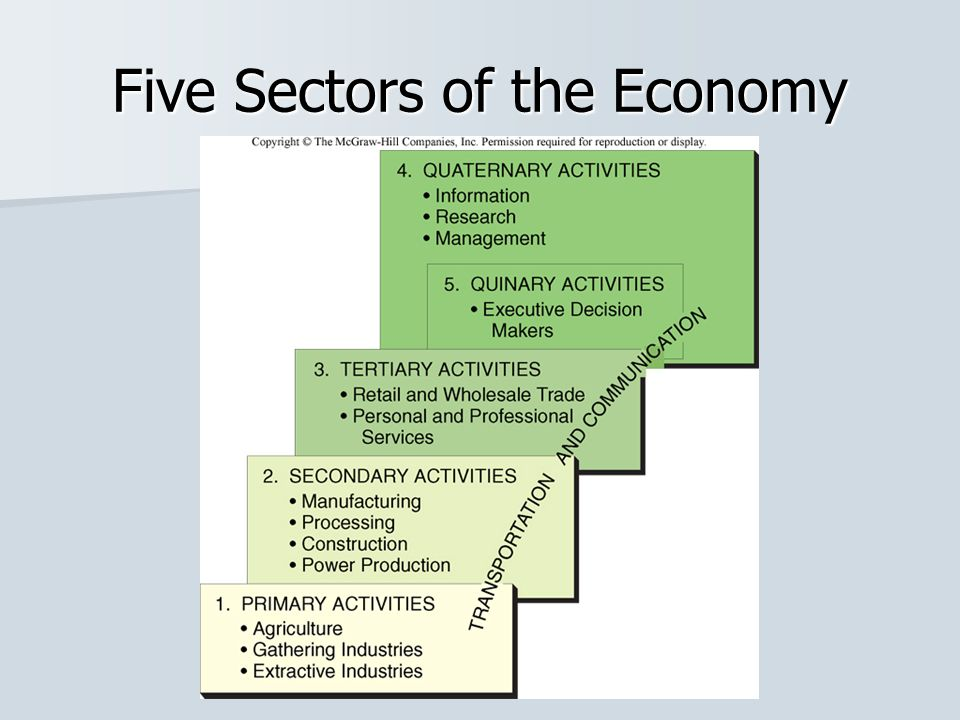 Five Sectors of the Economy
Copyright © The McGraw-Hill Companies, Inc. Permission required for reproduction or display.
4. QUATERNARY ACTIVITIES
• Information
• Research
• Management
5. QUINARY ACTIVITIES
• Executive Decision
Makers
3. TERTIARY ACTIVITIES
• Retail and Wholesale Trade
• Personal and Professional
Services
2. SECONDARY ACTIVITIES
• Manufacturing
• Processing
• Construction
• Power Production
1. PRIMARY ACTIVITIES
• Agriculture
• Gathering Industries
• Extractive Industries
TRANSPORTATION AND COMMUNICATION